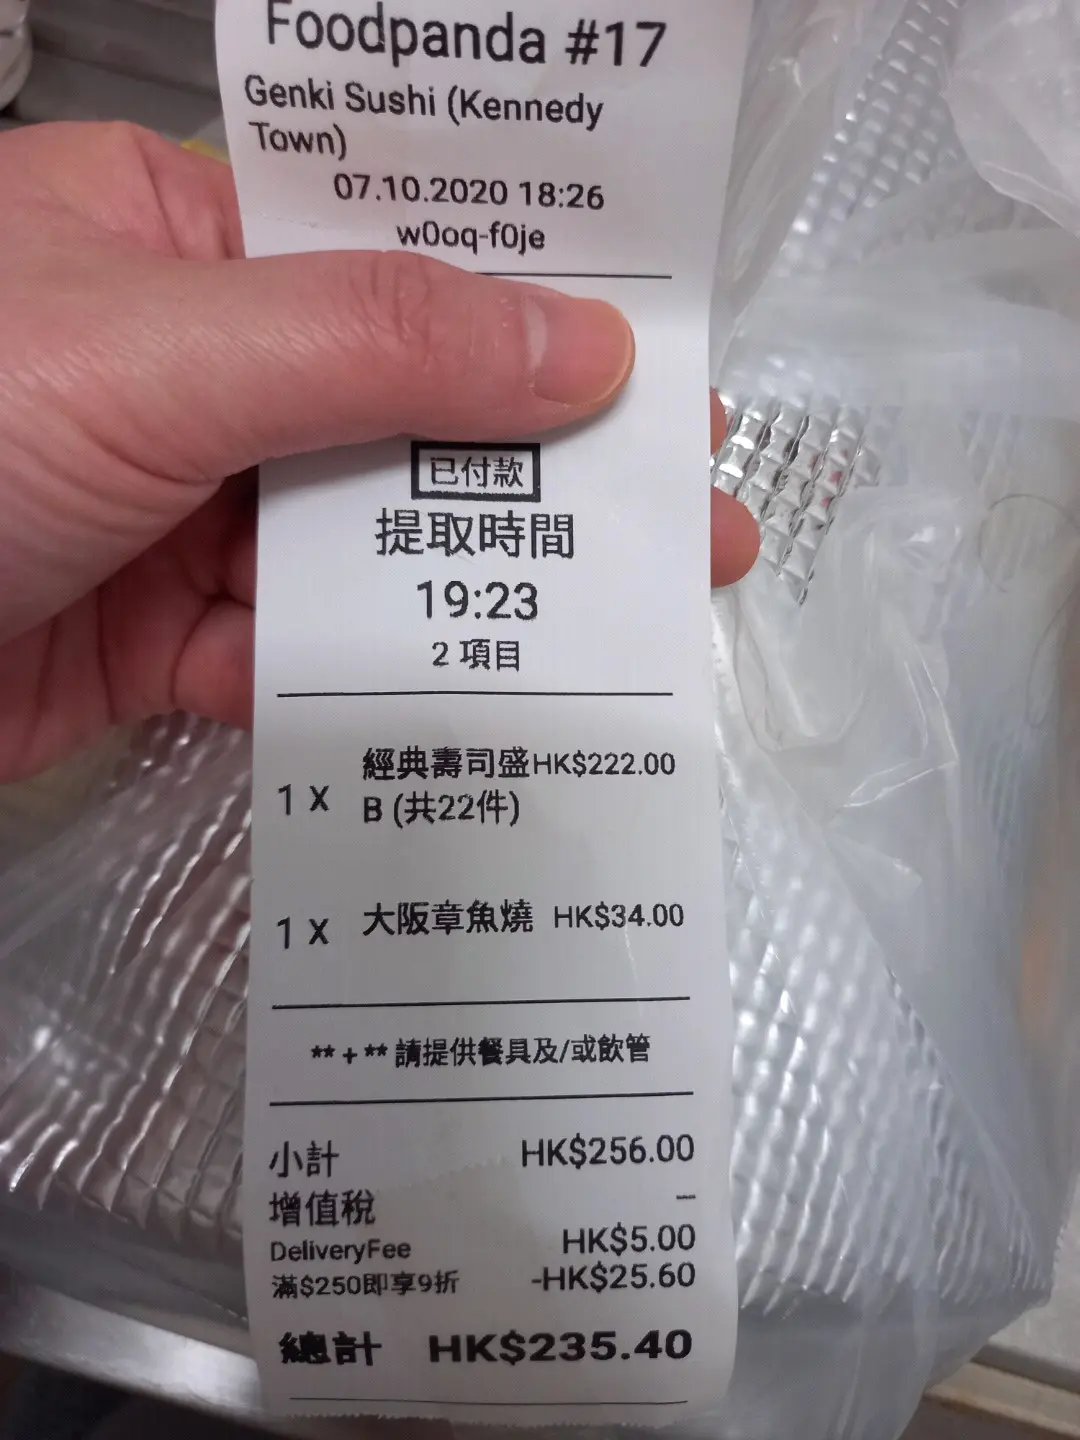 Foodpanda #17
Genki Sushi (Kennedy
Town)
07.10.2020 18:26
w0oq-f0je
已付款
提取時間
19:23
2 項目
1 x 經典壽司盛 HK$222.00
B (共22件)
1 x 大阪章魚燒 HK$34.00
** + ** 請提供餐具及/或飲管
小計 HK$256.00
增值稅 –
DeliveryFee HK$5.00
滿$250即享9折 -HK$25.60
總計 HK$235.40